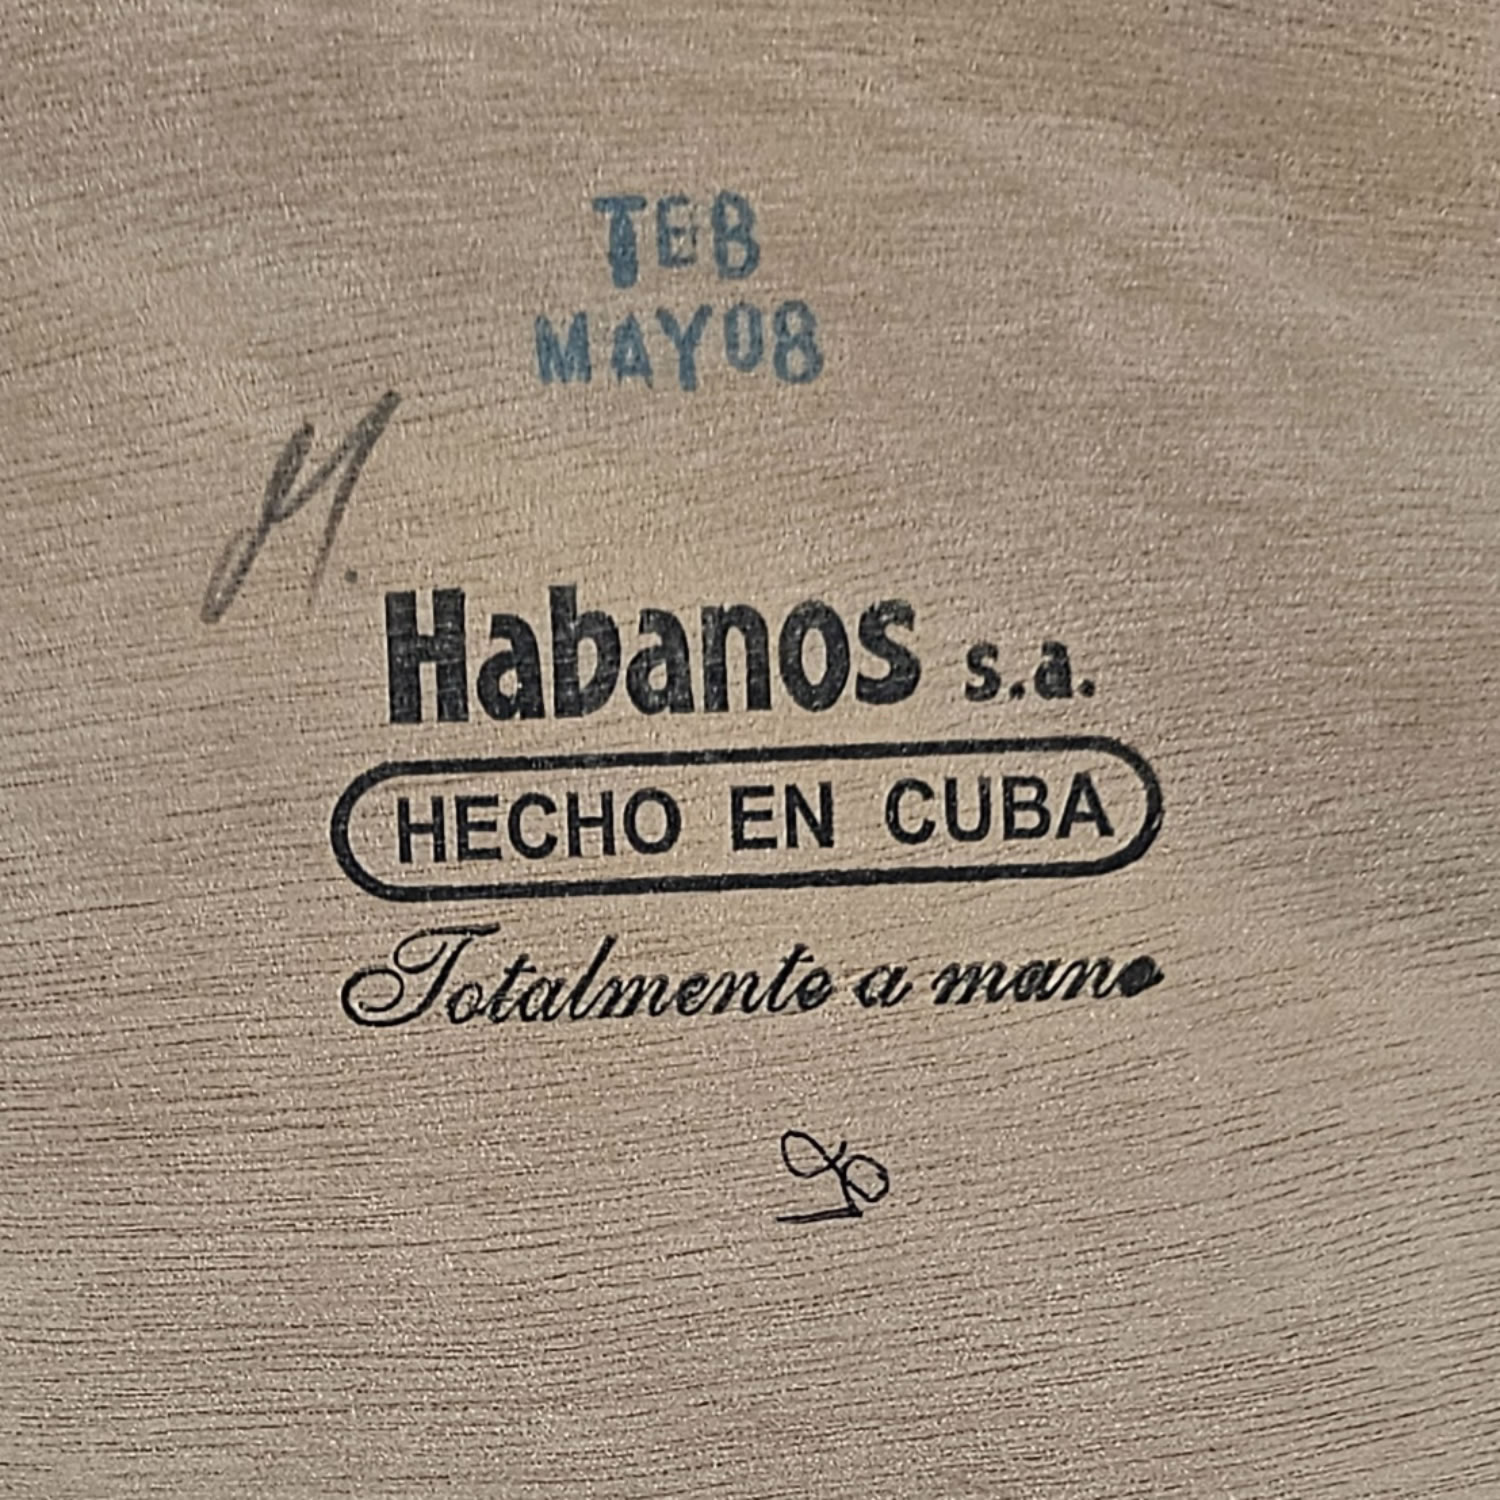 TEB
MAY08
M.
Habanos s.a.
HECHO EN CUBA
Totalmente a mano